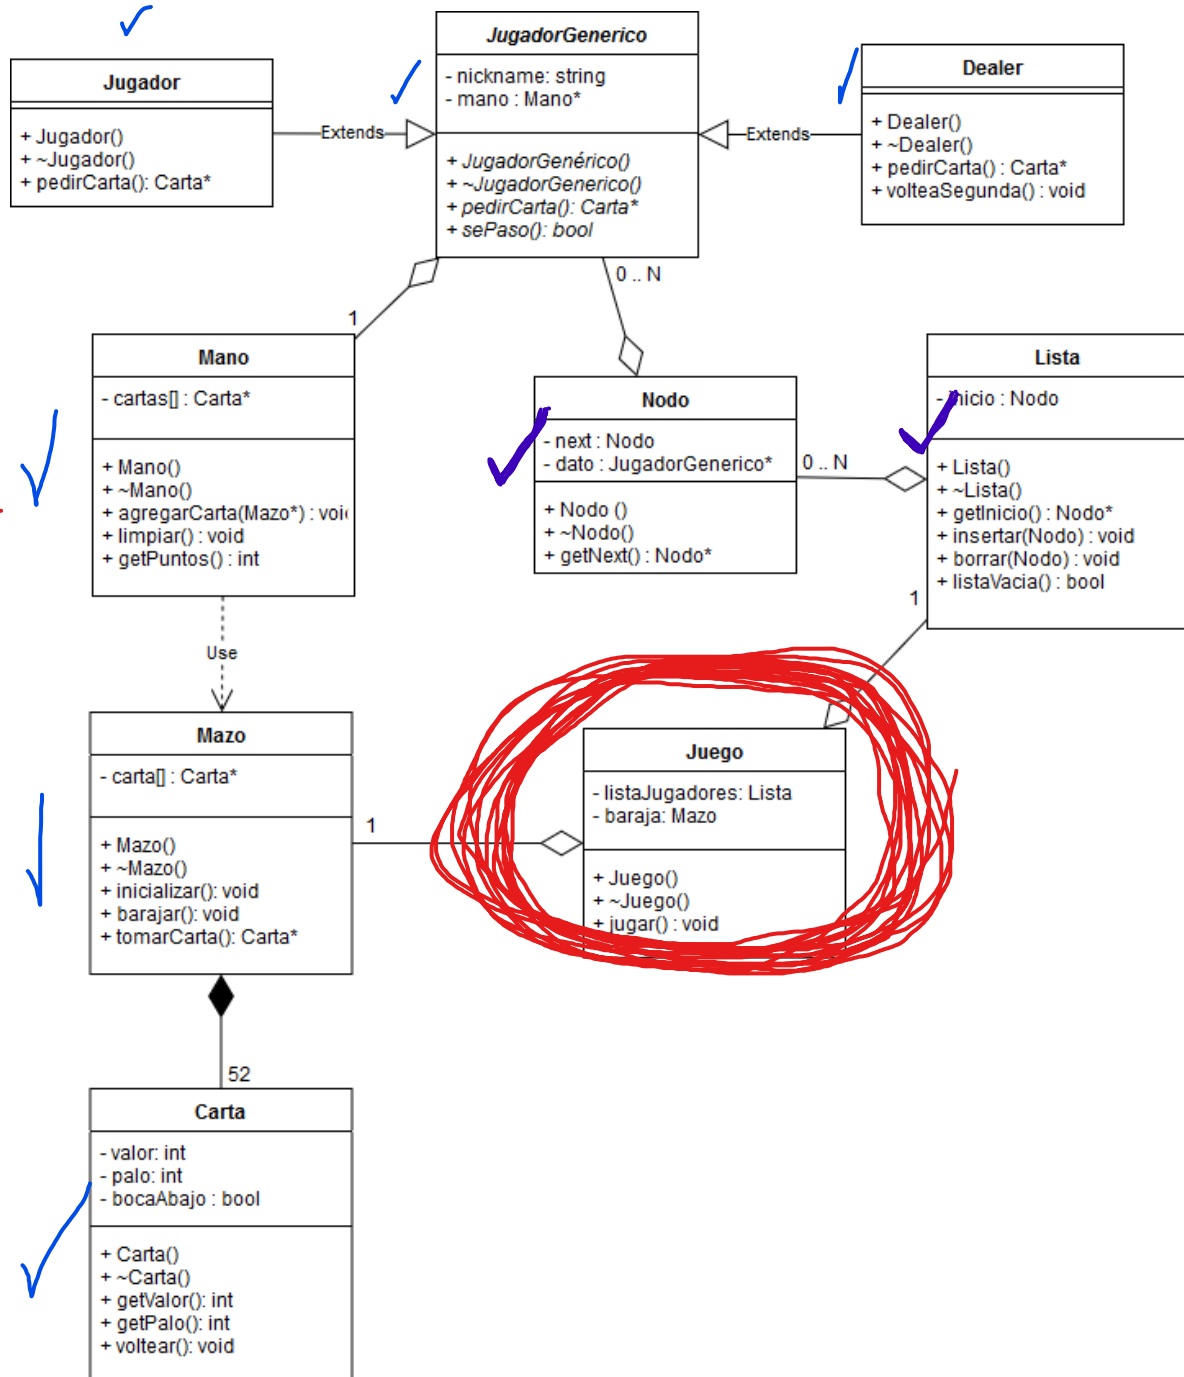 JugadorGenerico
- nickname: string
- mano : Mano*
+ JugadorGenérico()
+ ~JugadorGenerico()
+ pedirCarta(): Carta*
+ sePaso(): bool
Jugador
+ Jugador()
+ ~Jugador()
+ pedirCarta(): Carta*
Extends
Dealer
+ Dealer()
+ ~Dealer()
+ pedirCarta() : Carta*
+ volteaSegunda() : void
Extends
0 .. N
1
Mano
- cartas[] : Carta*
+ Mano()
+ ~Mano()
+ agregarCarta(Mazo*) : voi
+ limpiar() : void
+ getPuntos() : int
Nodo
- next : Nodo
- dato : JugadorGenerico*
+ Nodo ()
+ ~Nodo()
+ getNext() : Nodo*
0 .. N
Lista
- inicio : Nodo
+ Lista()
+ ~Lista()
+ getInicio() : Nodo*
+ insertar(Nodo) : void
+ borrar(Nodo) : void
+ listaVacia() : bool
1
Use
Mazo
- carta[] : Carta*
+ Mazo()
+ ~Mazo()
+ inicializar(): void
+ barajar(): void
+ tomarCarta(): Carta*
1
Juego
- listaJugadores: Lista
- baraja: Mazo
+ Juego()
+ ~Juego()
+ jugar() : void
52
Carta
- valor: int
- palo: int
- bocaAbajo : bool
+ Carta()
+ ~Carta()
+ getValor(): int
+ getPalo(): int
+ voltear(): void